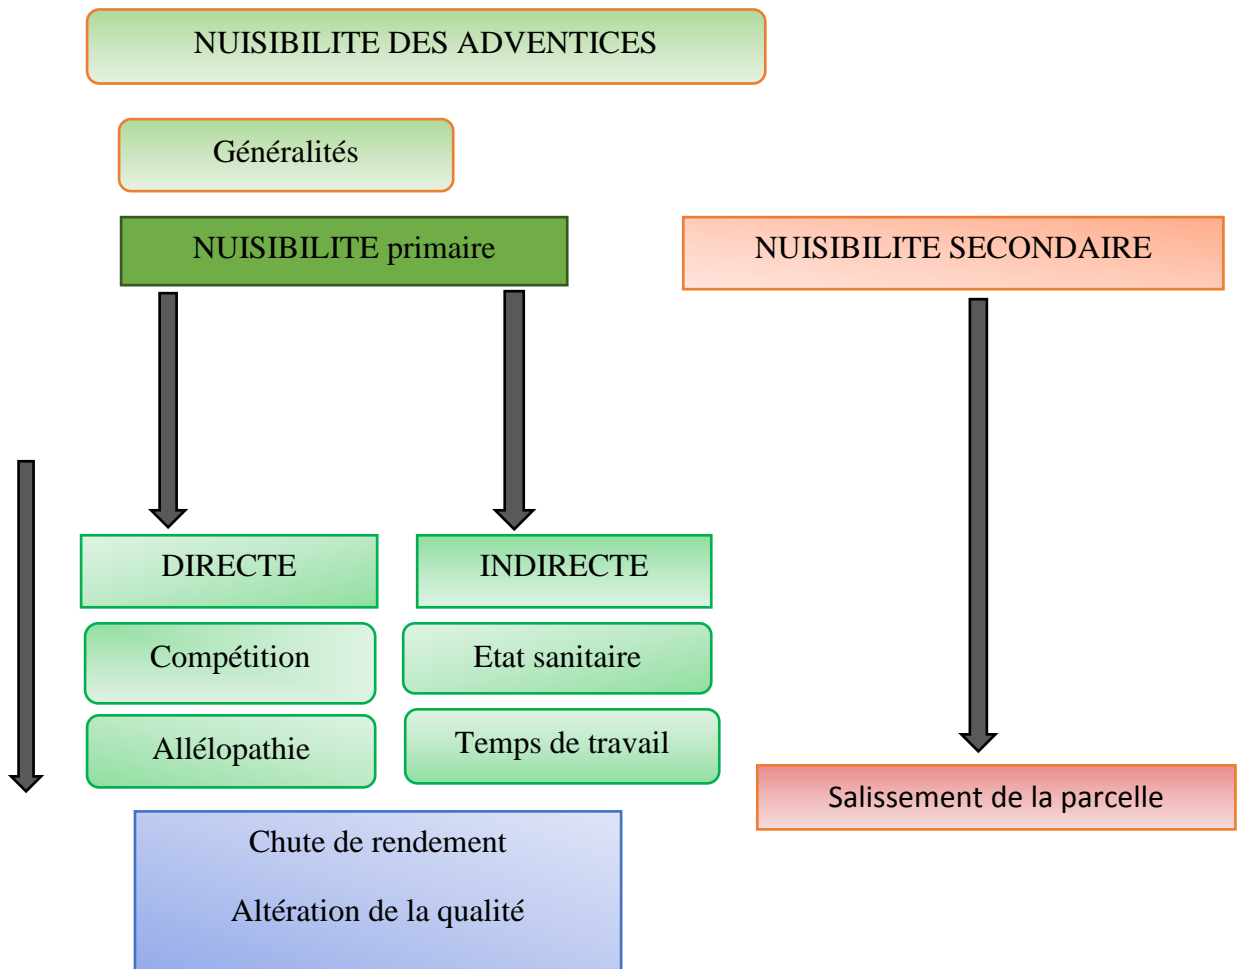 NUISIBILITE DES ADVENTICES
Généralités
NUISIBILITE primaire
NUISIBILITE SECONDAIRE
DIRECTE
INDIRECTE
Compétition
Etat sanitaire
Allélopathie
Temps de travail
Salissement de la parcelle
Chute de rendement
Altération de la qualité